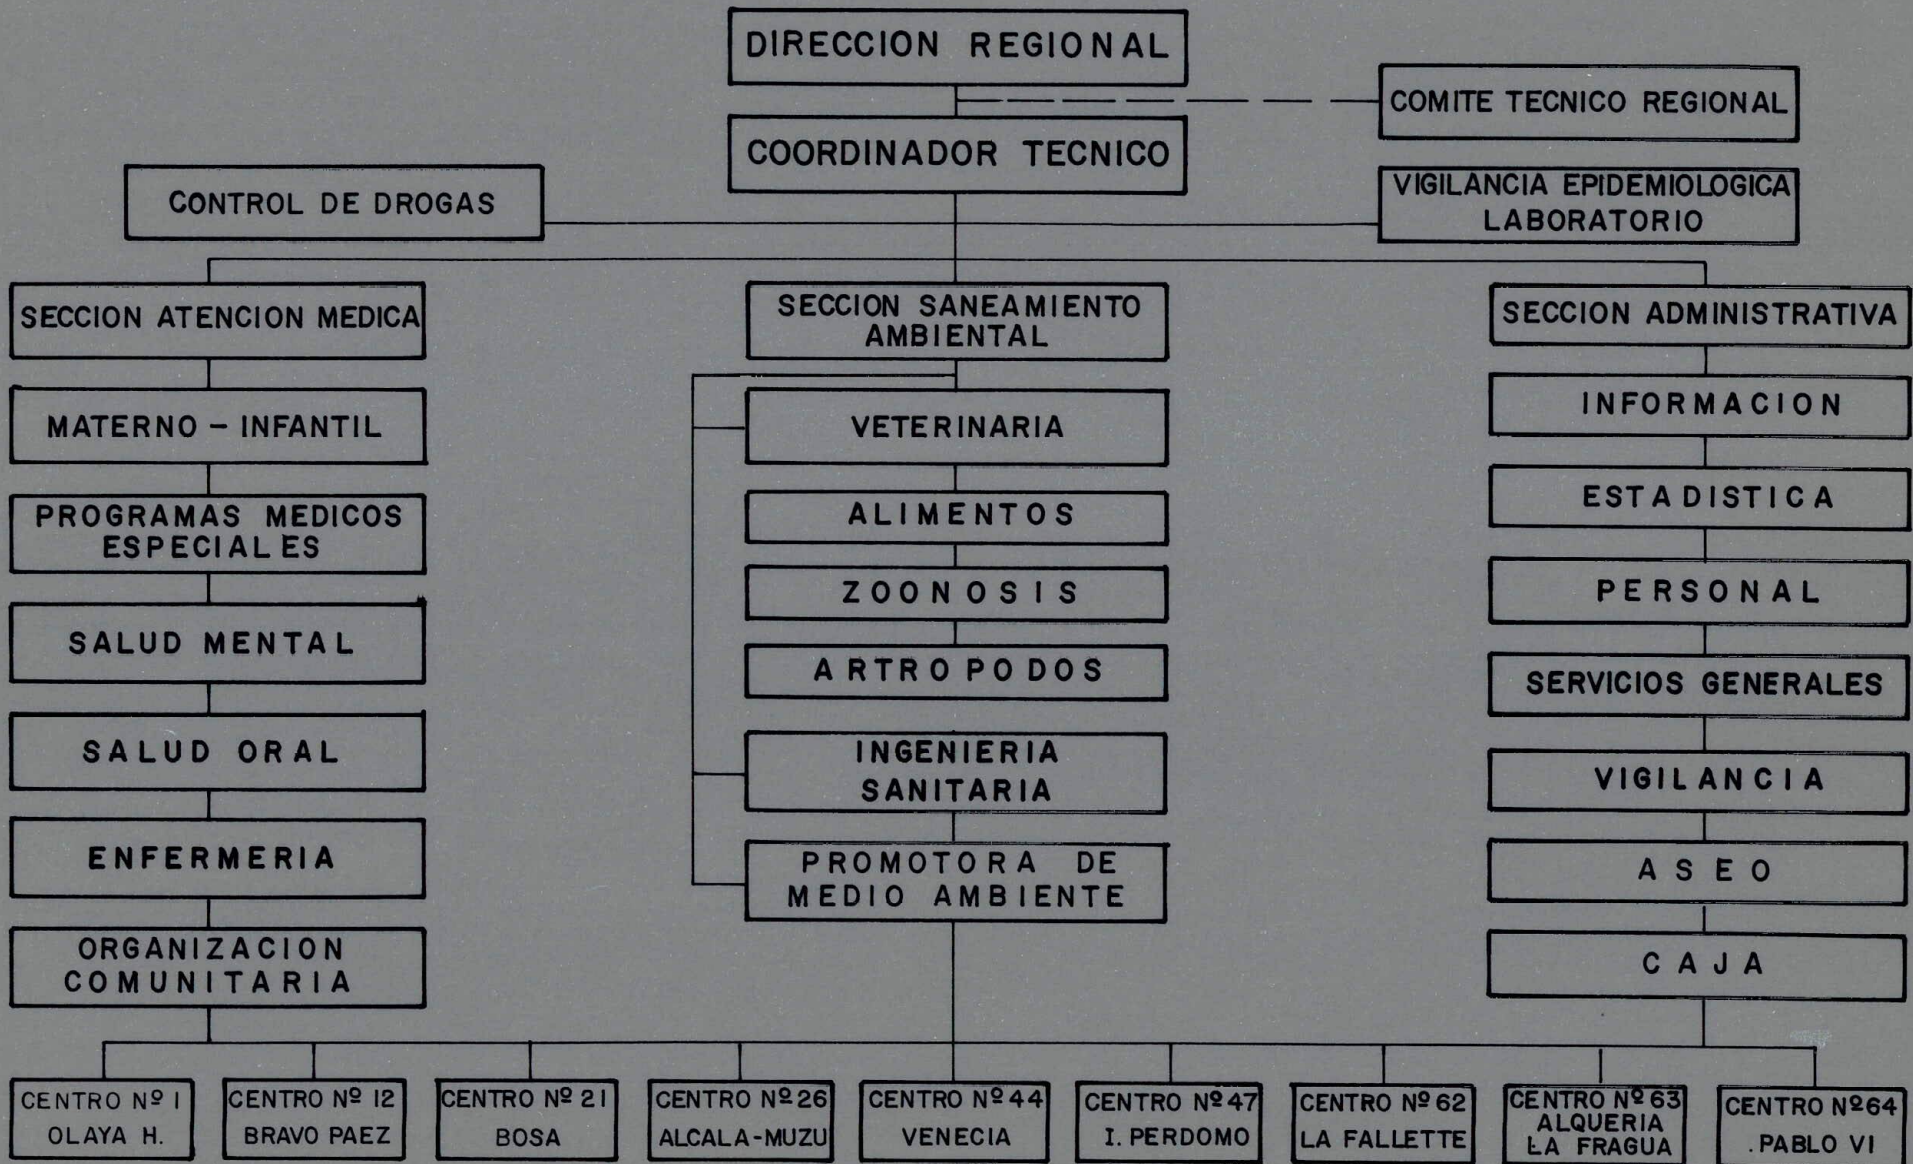 DIRECCION REGIONAL
COMITE TECNICO REGIONAL
COORDINADOR TECNICO
CONTROL DE DROGAS
VIGILANCIA EPIDEMIOLOGICA
LABORATORIO
SECCION ATENCION MEDICA
SECCION SANEAMIENTO
AMBIENTAL
SECCION ADMINISTRATIVA
MATERNO - INFANTIL
PROGRAMAS MEDICOS
ESPECIALES
SALUD MENTAL
SALUD ORAL
ENFERMERIA
ORGANIZACION
COMUNITARIA
VETERINARIA
ALIMENTOS
ZOONOSIS
ARTROPODOS
INGENIERIA
SANITARIA
PROMOTORA DE
MEDIO AMBIENTE
INFORMACION
ESTADISTICA
PERSONAL
SERVICIOS GENERALES
VIGILANCIA
ASEO
CAJA
CENTRO Nº 1
OLAYA H.
CENTRO Nº 12
BRAVO PAEZ
CENTRO Nº 21
BOSA
CENTRO Nº 26
ALCALA-MUZU
CENTRO Nº 44
VENECIA
CENTRO Nº 47
I. PERDOMO
CENTRO Nº 62
LA FALLETTE
CENTRO Nº 63
ALQUERIA
LA FRAGUA
CENTRO Nº 64
. PABLO VI